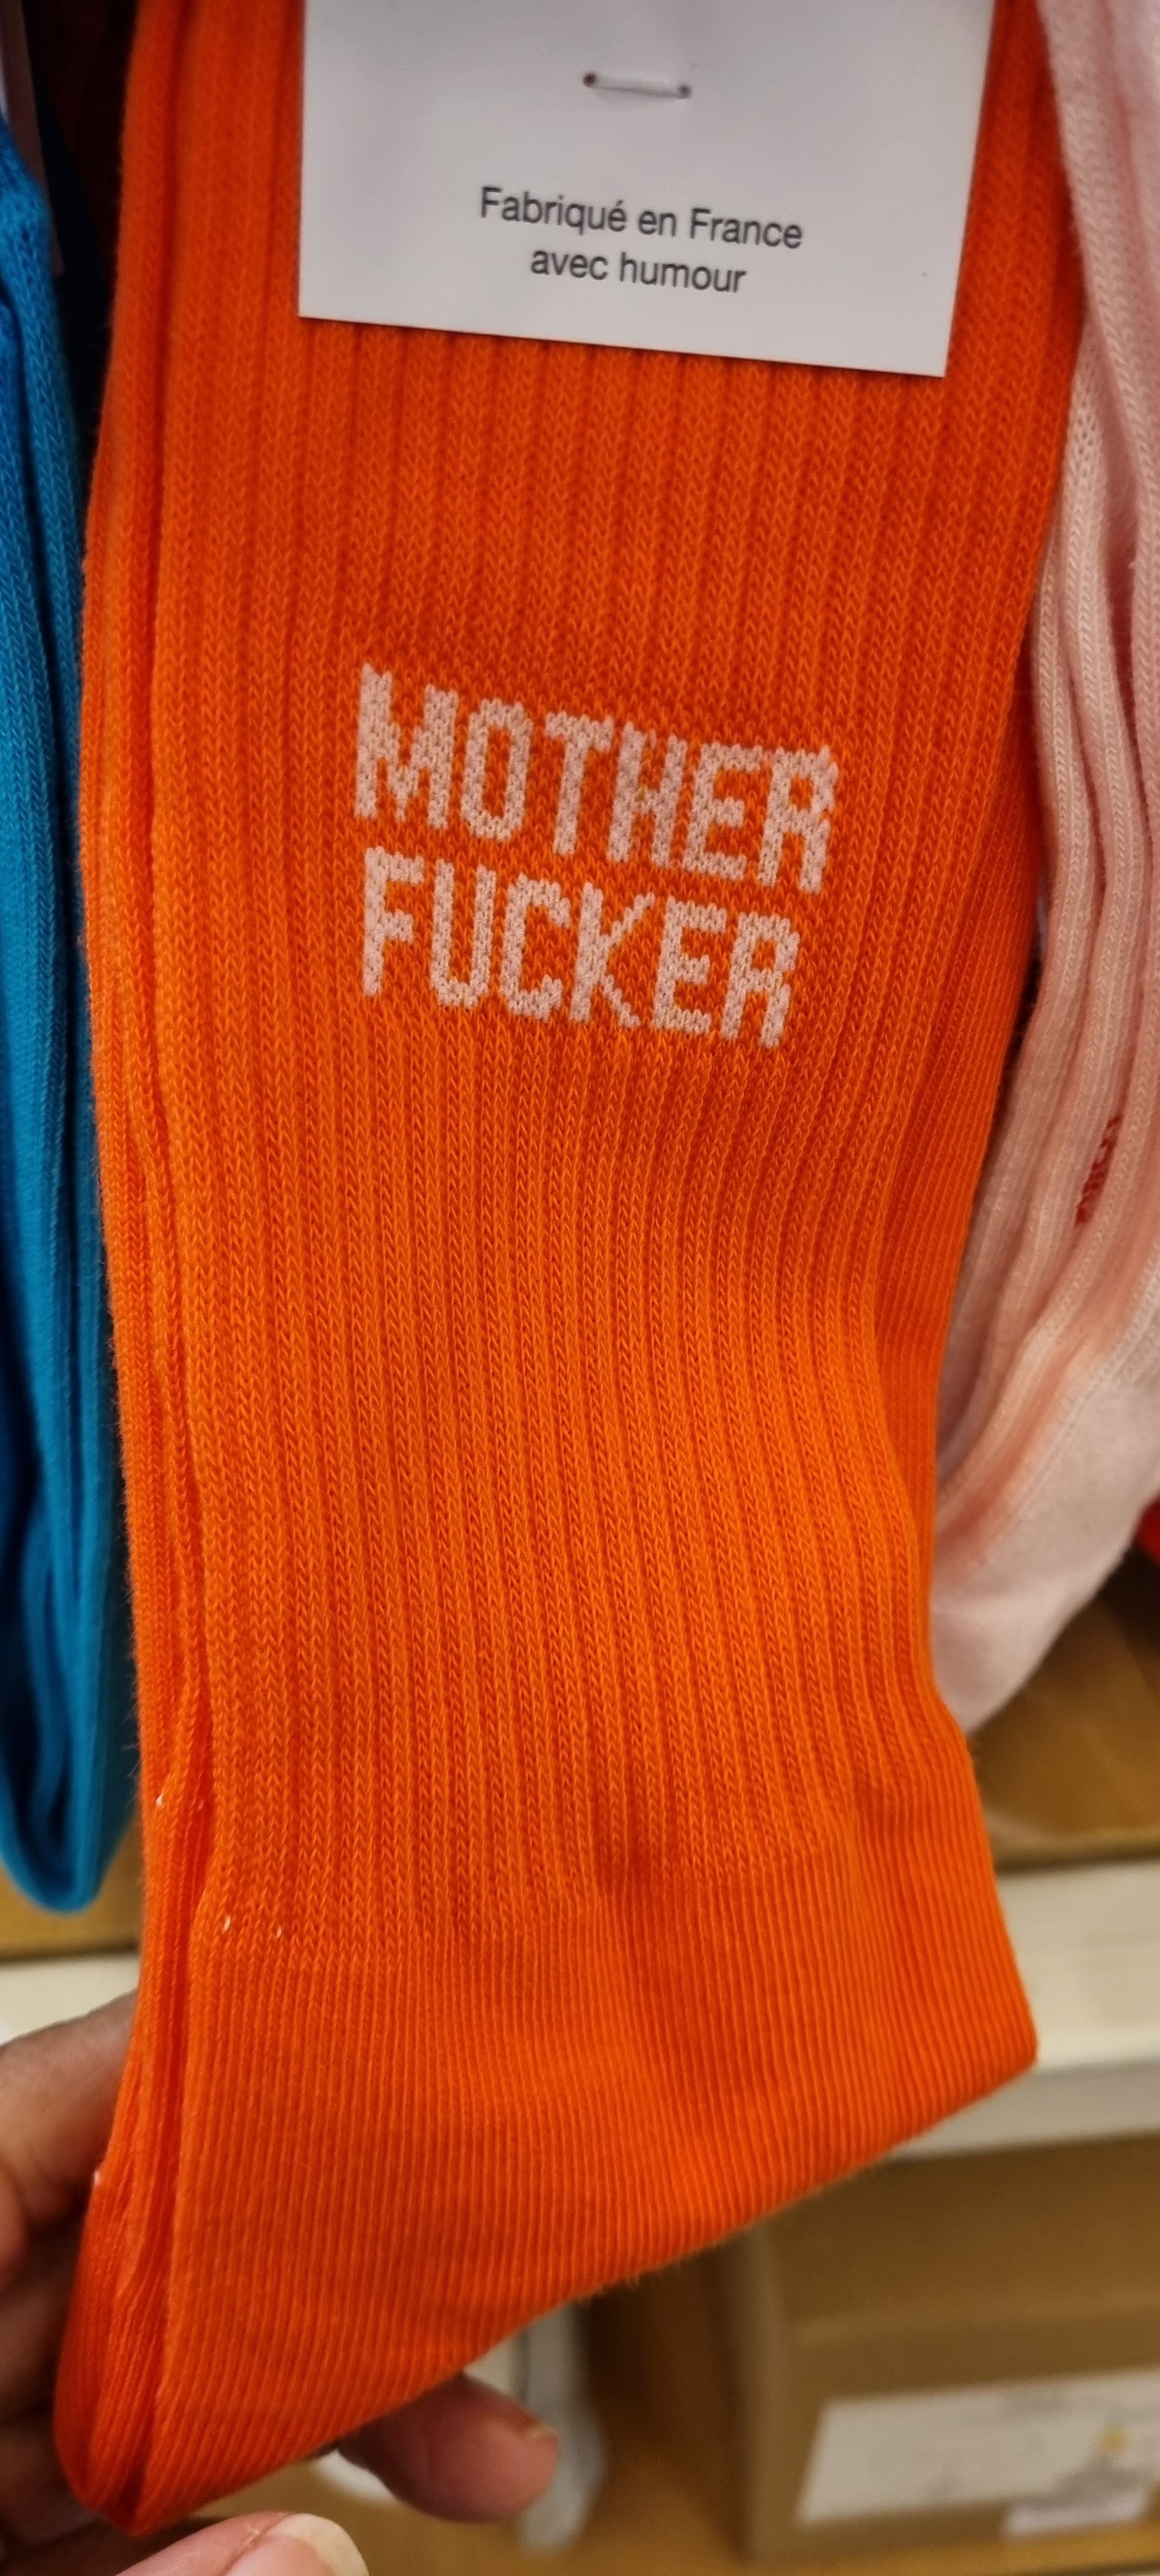 Fabriqué en France
avec humour
MOTHER
FUCKER